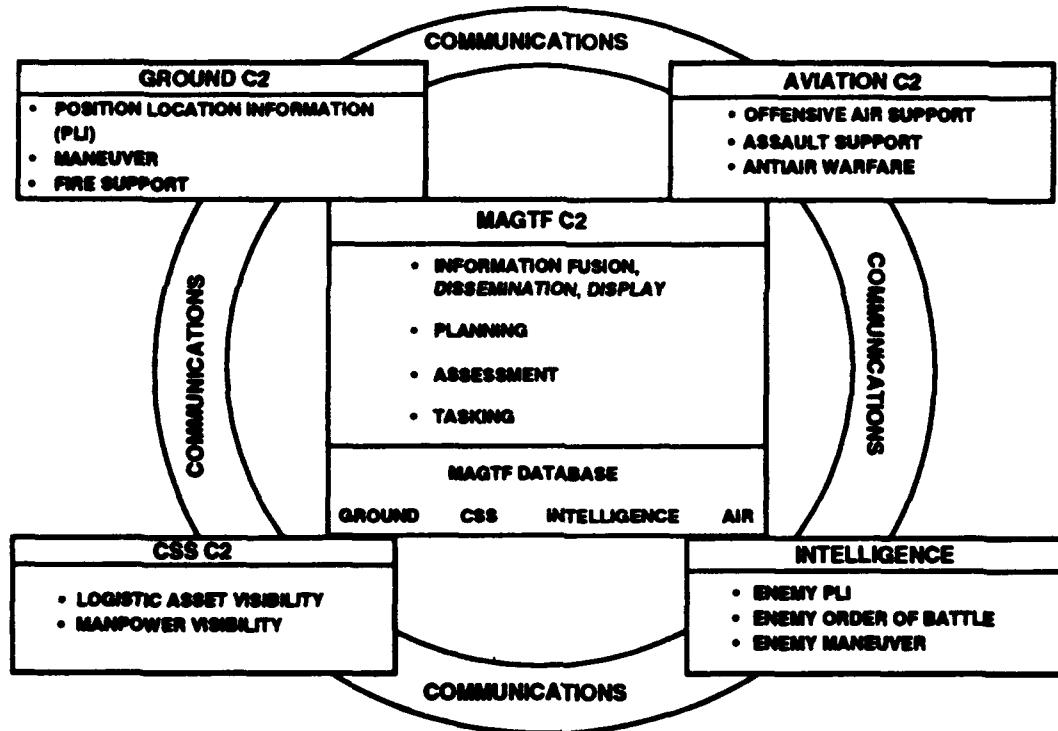 COMMUNICATIONS
GROUND C2
• POSITION LOCATION INFORMATION
(PLI)
• MANEUVER
• FIRE SUPPORT
AVIATION C2
• OFFENSIVE AIR SUPPORT
• ASSAULT SUPPORT
• ANTIAIR WARFARE
MAGTF C2
• INFORMATION FUSION,
DISSEMINATION, DISPLAY
• PLANNING
• ASSESSMENT
• TASKING
COMMUNICATIONS
COMMUNICATIONS
MAGTF DATABASE
GROUND CSS INTELLIGENCE AIR
CSS C2
• LOGISTIC ASSET VISIBILITY
• MANPOWER VISIBILITY
INTELLIGENCE
• ENEMY PLI
• ENEMY ORDER OF BATTLE
• ENEMY MANEUVER
COMMUNICATIONS